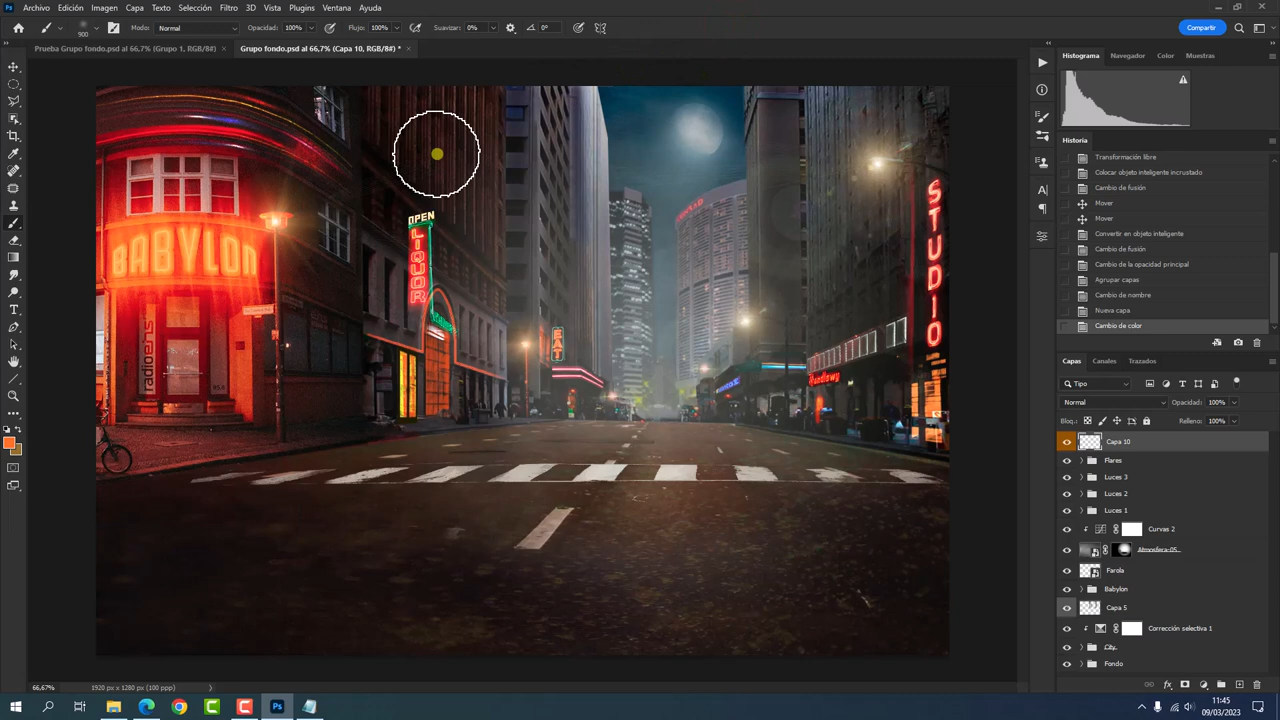 Archivo Edición Imagen Capa Texto Selección Filtro 3D Vista Plugins Ventana Ayuda
900 Modo: Normal Opacidad: 100% Flujo: 100% Suavizar: 0% 0° Compartir
Prueba Grupo fondo.psd al 66,7% (Grupo 1, RGB/8#) × Grupo fondo.psd al 66,7% (Capa 10, RGB/8#) * ×
Histograma Navegador Color Muestras
Historia
Transformación libre
Colocar objeto inteligente incrustado
Cambio de fusión
Mover
Mover
Convertir en objeto inteligente
Cambio de fusión
Cambio de la opacidad principal
Agrupar capas
Cambio de nombre
Nueva capa
Cambio de color
Capas Canales Trazados
Tipo
Normal Opacidad: 100%
Bloq.: Relleno: 100%
Capa 10
Flares
Luces 3
Luces 2
Luces 1
Curvas 2
Atmosfera-05
Farola
Babylon
Capa 5
Corrección selectiva 1
Fondo
BABYLON
OPEN
LIQUOR
EAT
STUDIO
radioeins
66,67% 1920 px x 1280 px (100 ppp)
11:45
09/03/2023